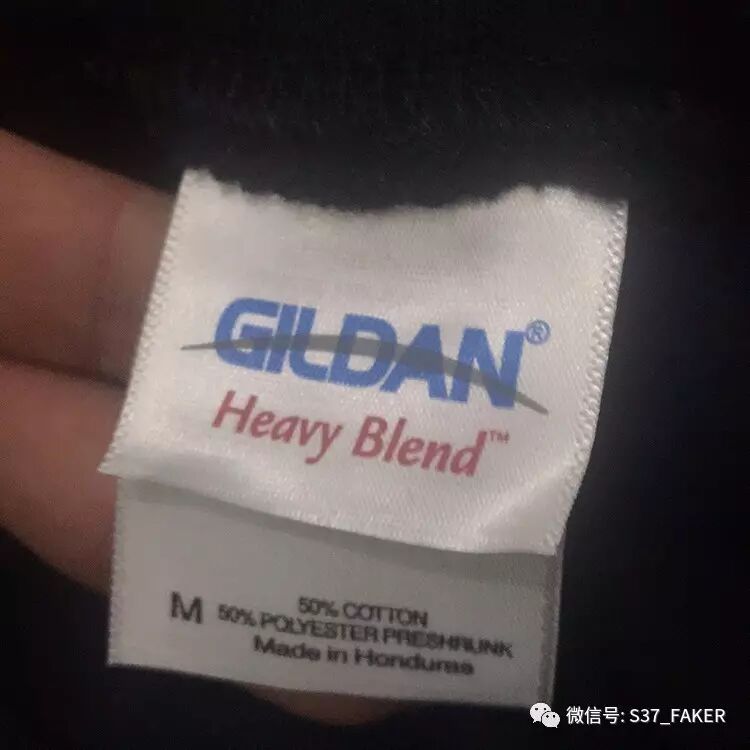 GILDAN®
Heavy Blend™
M
50% COTTON
50% POLYESTER PRESHRUNK
Made in Honduras
微信号: S37_FAKER